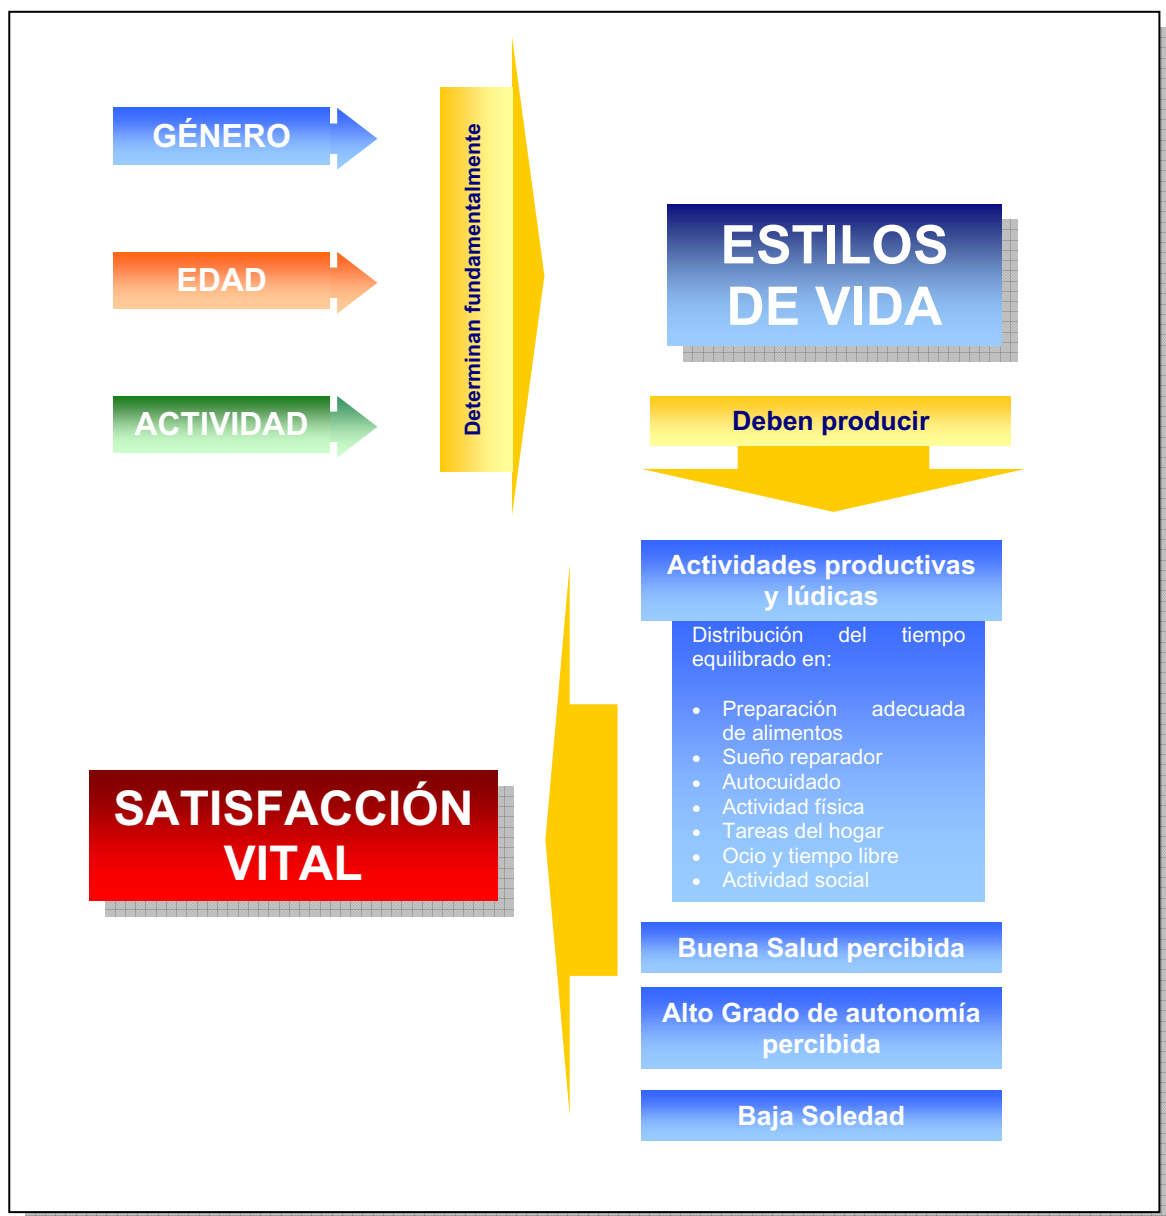 GÉNERO
EDAD
ACTIVIDAD
Determinan fundamentalmente
ESTILOS
DE VIDA
Deben producir
Actividades productivas
y lúdicas
Distribución del tiempo
equilibrado en:
• Preparación adecuada
de alimentos
• Sueño reparador
• Autocuidado
• Actividad física
• Tareas del hogar
• Ocio y tiempo libre
• Actividad social
Buena Salud percibida
Alto Grado de autonomía
percibida
Baja Soledad
SATISFACCIÓN
VITAL